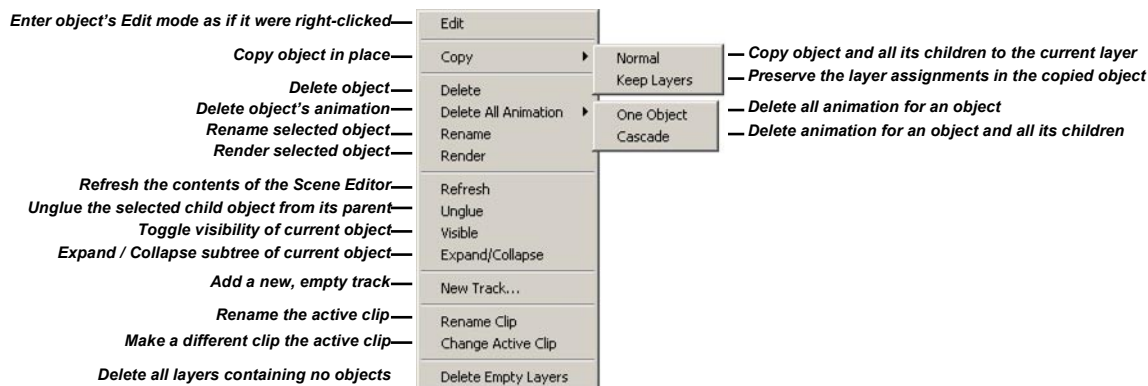 Enter object's Edit mode as if it were right-clicked
Edit
Copy object in place
Copy
Normal
Copy object and all its children to the current layer
Keep Layers
Preserve the layer assignments in the copied object
Delete object
Delete
Delete object's animation
Delete All Animation
One Object
Delete all animation for an object
Rename selected object
Rename
Cascade
Delete animation for an object and all its children
Render selected object
Render
Refresh the contents of the Scene Editor
Refresh
Unglue the selected child object from its parent
Unglue
Toggle visibility of current object
Visible
Expand / Collapse subtree of current object
Expand/Collapse
Add a new, empty track
New Track...
Rename the active clip
Rename Clip
Make a different clip the active clip
Change Active Clip
Delete all layers containing no objects
Delete Empty Layers